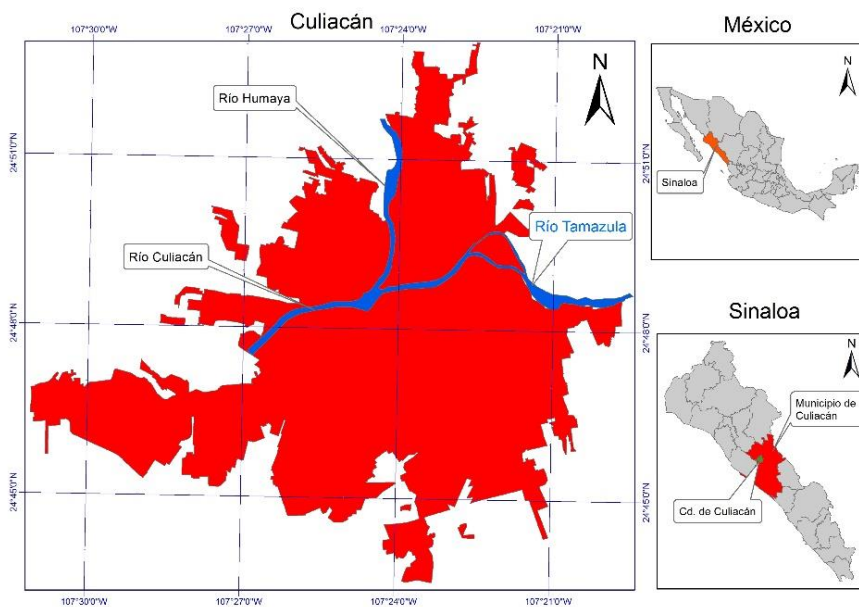 Culiacán
107°30'0"W
107°27'0"W
107°24'0"W
107°21'0"W
N
Río Humaya
24°51'0"N
24°51'0"N
Río Tamazula
Río Culiacán
24°48'0"N
24°48'0"N
24°45'0"N
24°45'0"N
107°30'0"W
107°27'0"W
107°24'0"W
107°21'0"W
México
N
Sinaloa
Sinaloa
N
Municipio de
Culiacán
Cd. de Culiacán